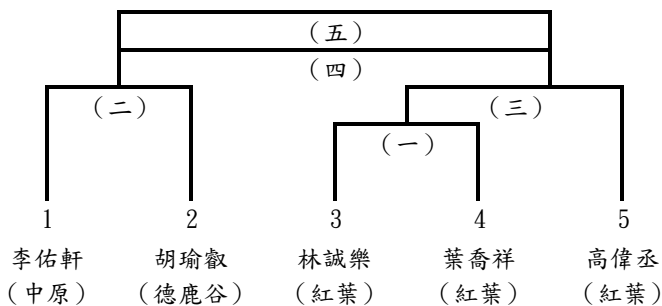 （五）
（四）
（二）
（三）
（一）
1 2 3 4 5
李佑軒 胡瑜叡 林誠樂 葉喬祥 高偉丞
（中原） （德鹿谷） （紅葉） （紅葉） （紅葉）